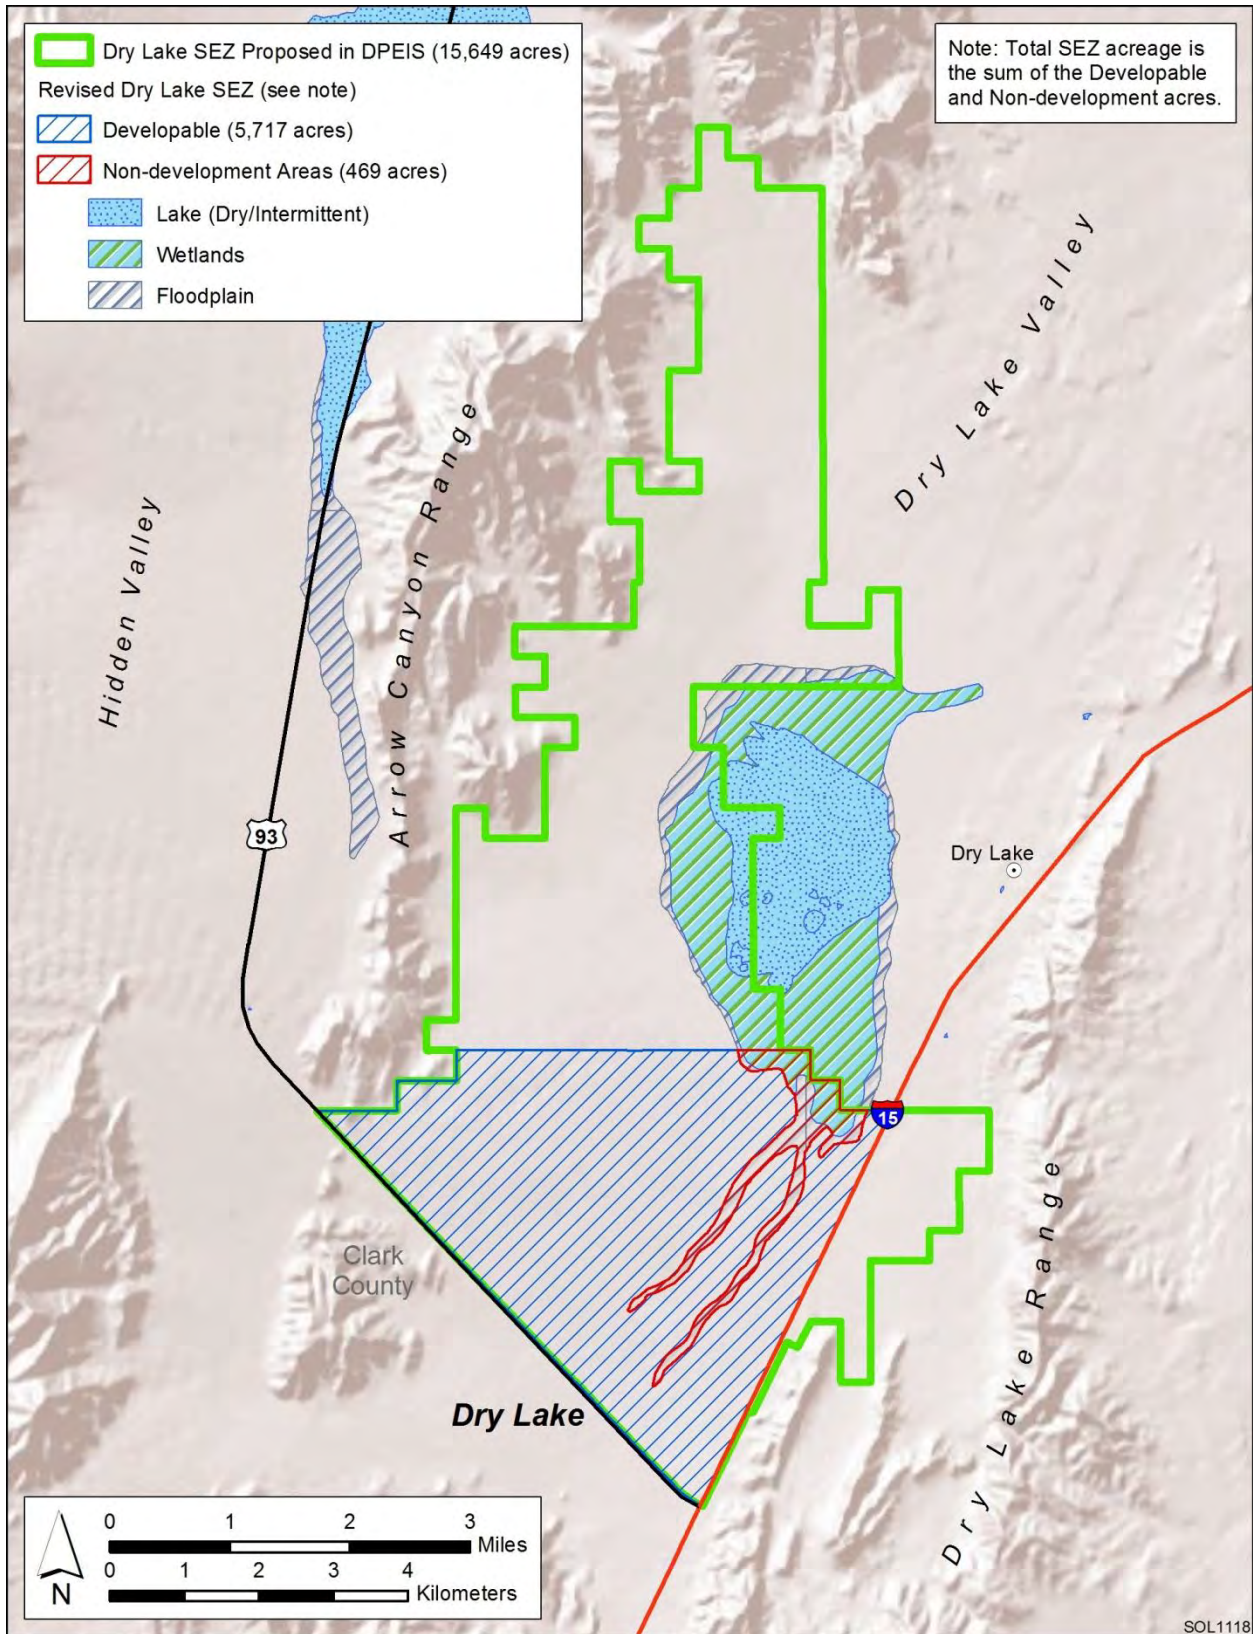 Dry Lake SEZ Proposed in DPEIS (15,649 acres)
Revised Dry Lake SEZ (see note)
Developable (5,717 acres)
Non-development Areas (469 acres)
Lake (Dry/Intermittent)
Wetlands
Floodplain
Note: Total SEZ acreage is
the sum of the Developable
and Non-development acres.
Dry Lake Valley
Arrow Canyon Range
Hidden Valley
93
Dry Lake
15
Clark
County
Dry Lake Range
Dry Lake
0 1 2 3
Miles
0 1 2 3 4
Kilometers
N
SOL1118